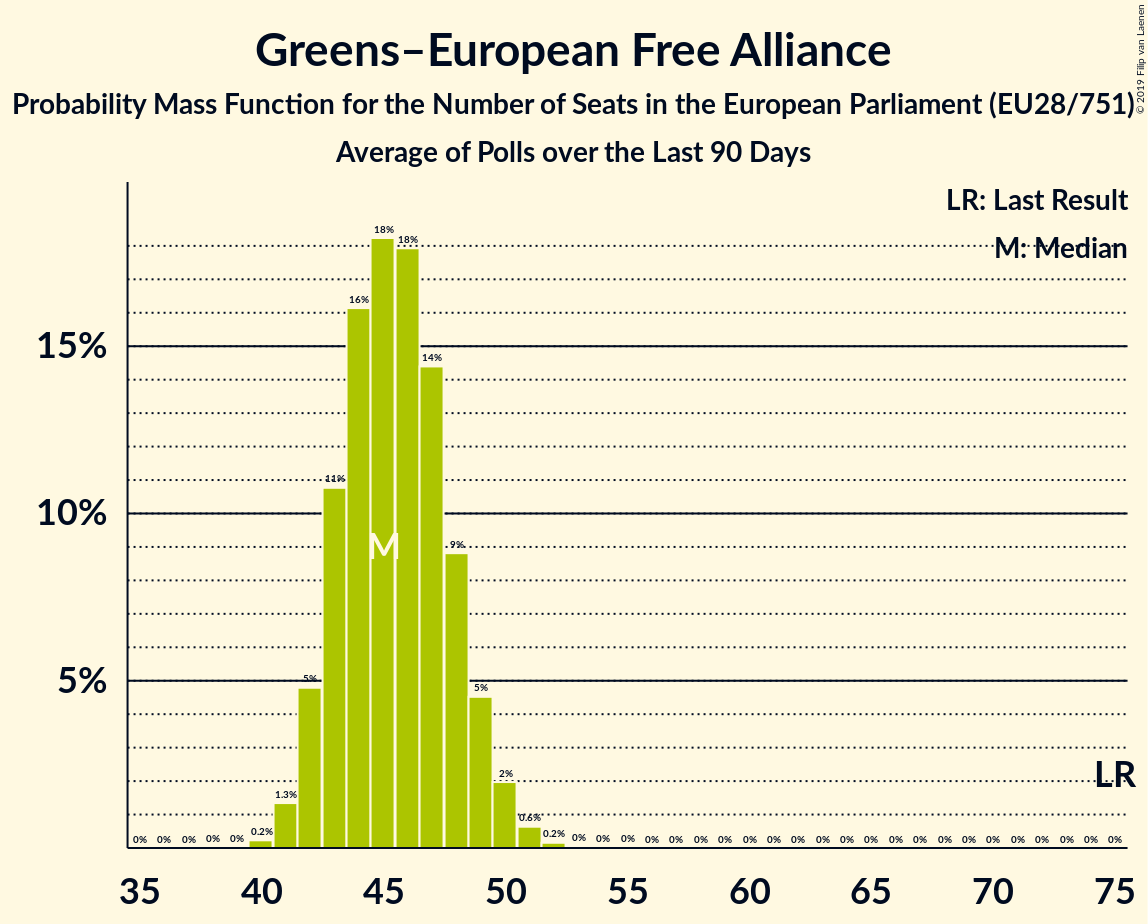 Greens–European Free Alliance
Probability Mass Function for the Number of Seats in the European Parliament (EU28/751)
Average of Polls over the Last 90 Days
© 2019 Filip van Laenen
LR: Last Result
M: Median
15%
10%
5%
0% 0% 0% 0% 0% 0.2% 1.3% 5% 11% 16% 18% 18% 14% 9% 5% 2% 0.6% 0.2% 0% 0% 0% 0% 0% 0% 0% 0% 0% 0% 0% 0% 0% 0% 0% 0% 0% 0% 0% 0% 0% 0% 0%
M
LR
35 40 45 50 55 60 65 70 75